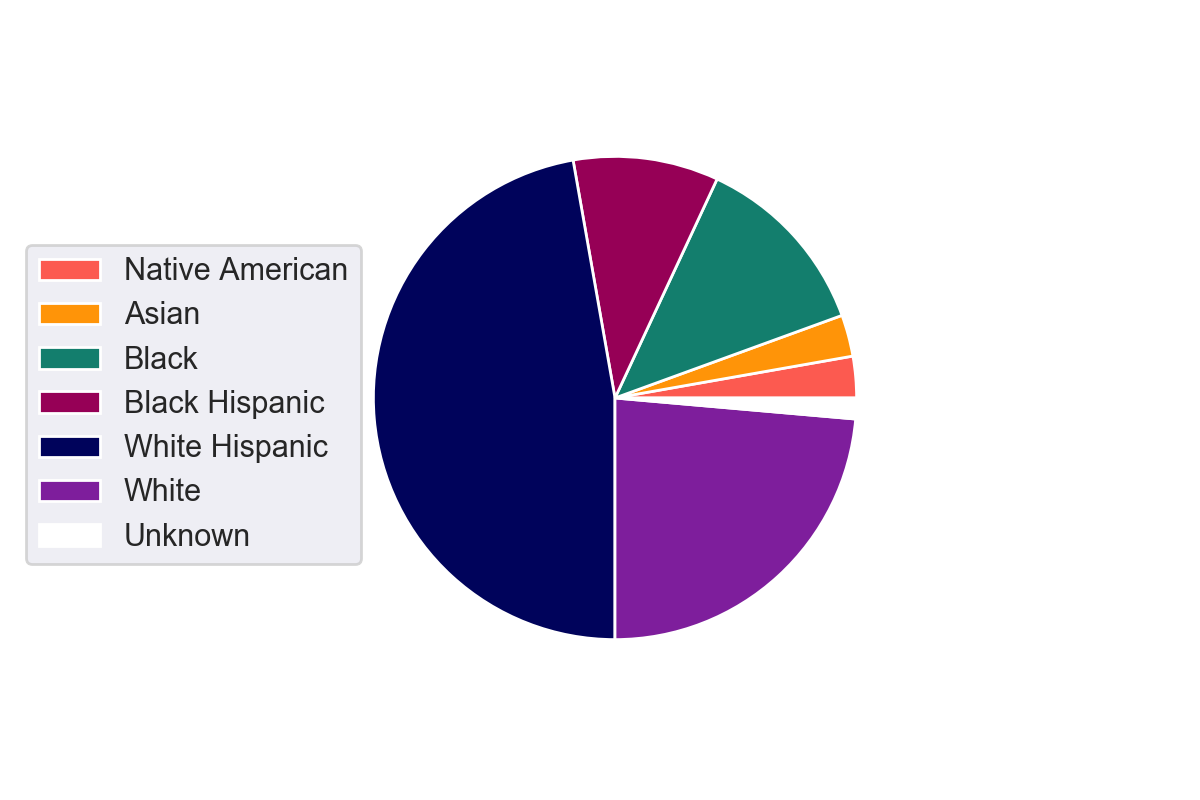 Native American
Asian
Black
Black Hispanic
White Hispanic
White
Unknown